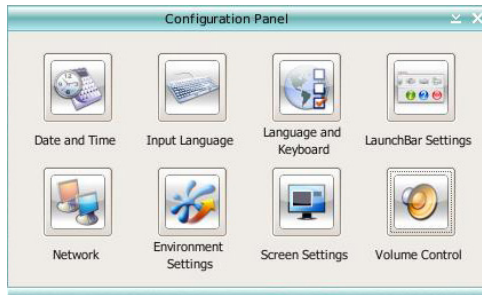 Configuration Panel
Date and Time
Input Language
Language and
Keyboard
LaunchBar Settings
Network
Environment
Settings
Screen Settings
Volume Control